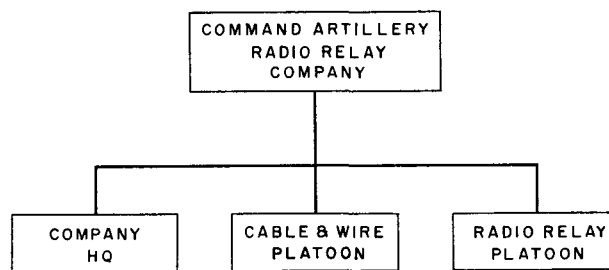 COMMAND ARTILLERY
RADIO RELAY
COMPANY
COMPANY
HQ
CABLE & WIRE
PLATOON
RADIO RELAY
PLATOON